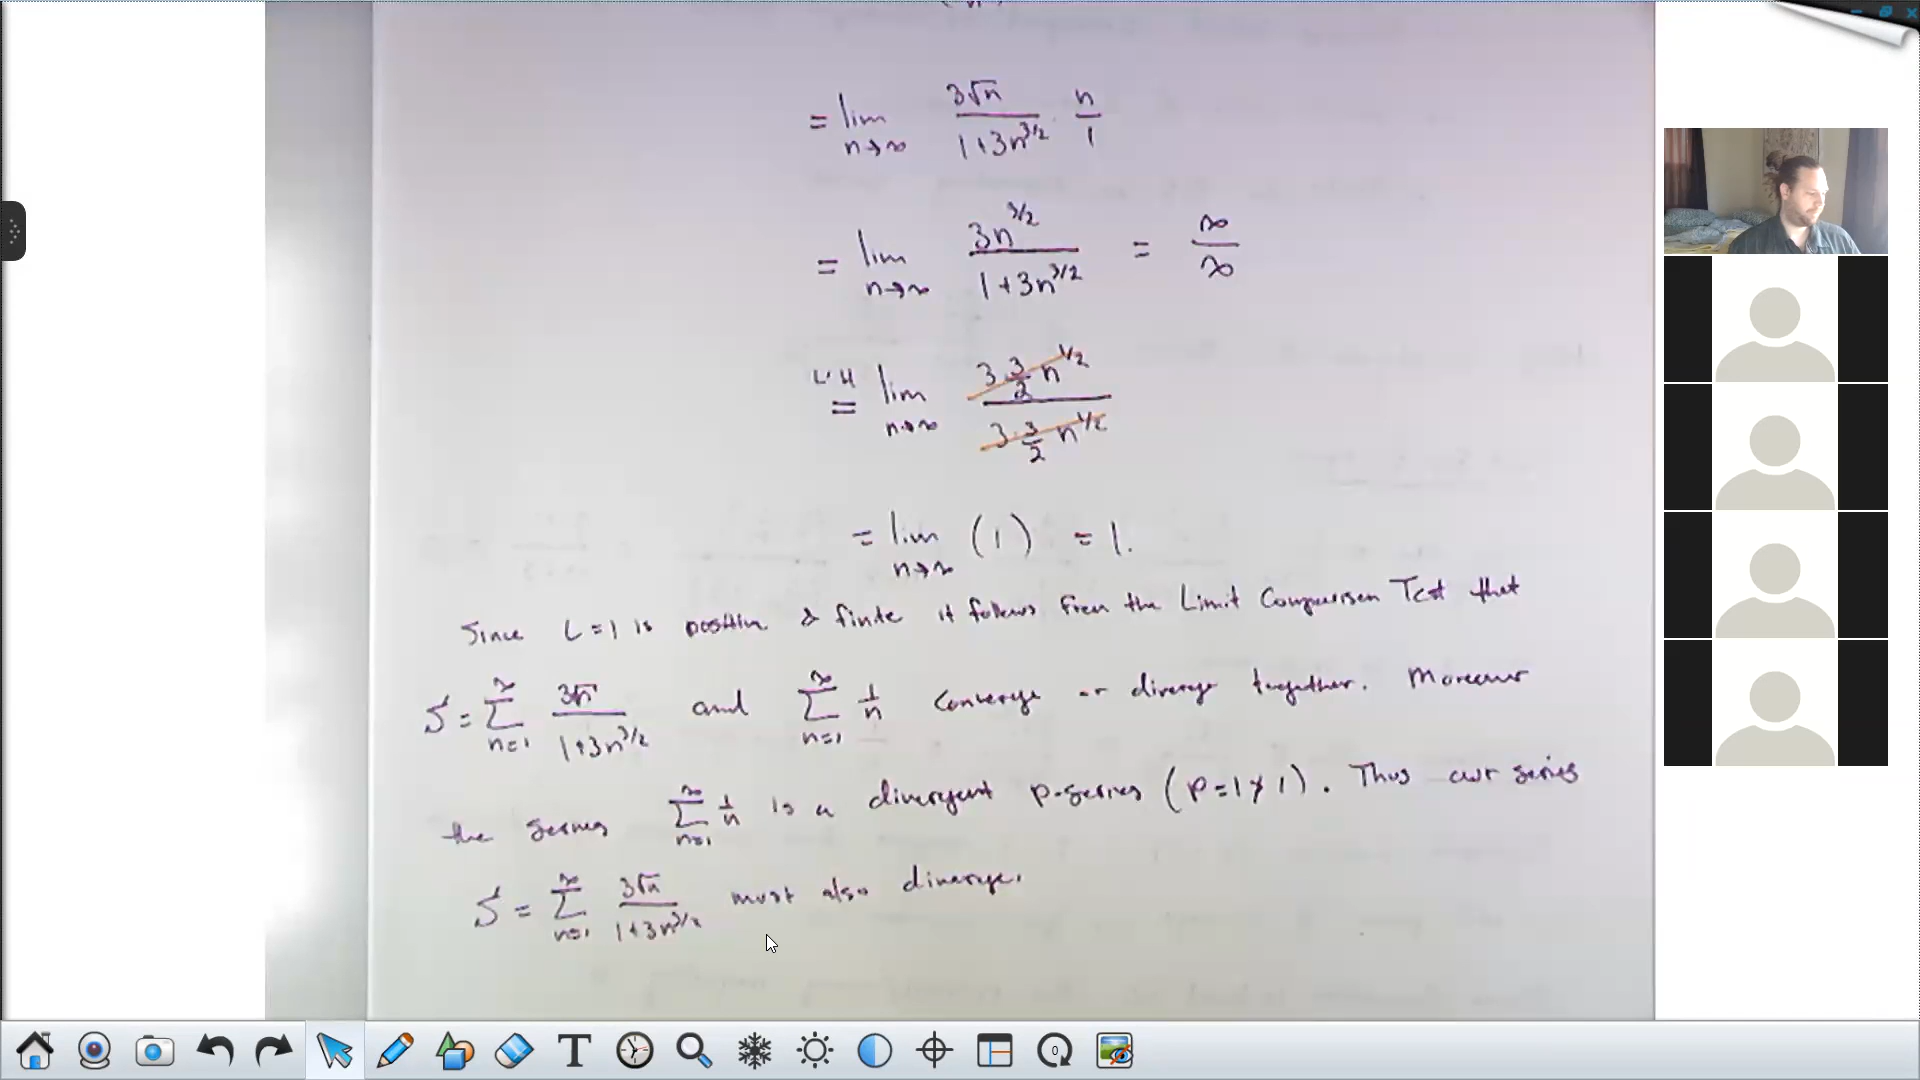 = lim n→∞ 3√n / 1+3n^3/2 · n/1
= lim n→∞ 3n^3/2 / 1+3n^3/2 = ∞/∞
L'H = lim n→∞ 3·3/2 n^1/2 / 3·3/2 n^1/2
= lim n→∞ (1) = 1.
Since L=1 is positive & finite it follows from the Limit Comparison Test that
S = ∑ n=1 ∞ 3√n / 1+3n^3/2 and ∑ n=1 ∞ 1/n converge or diverge together. Moreover
the series ∑ n=1 ∞ 1/n is a divergent p-series (p=1≯1). Thus our series
S = ∑ n=1 ∞ 3√n / 1+3n^3/2 must also diverge.
T
0